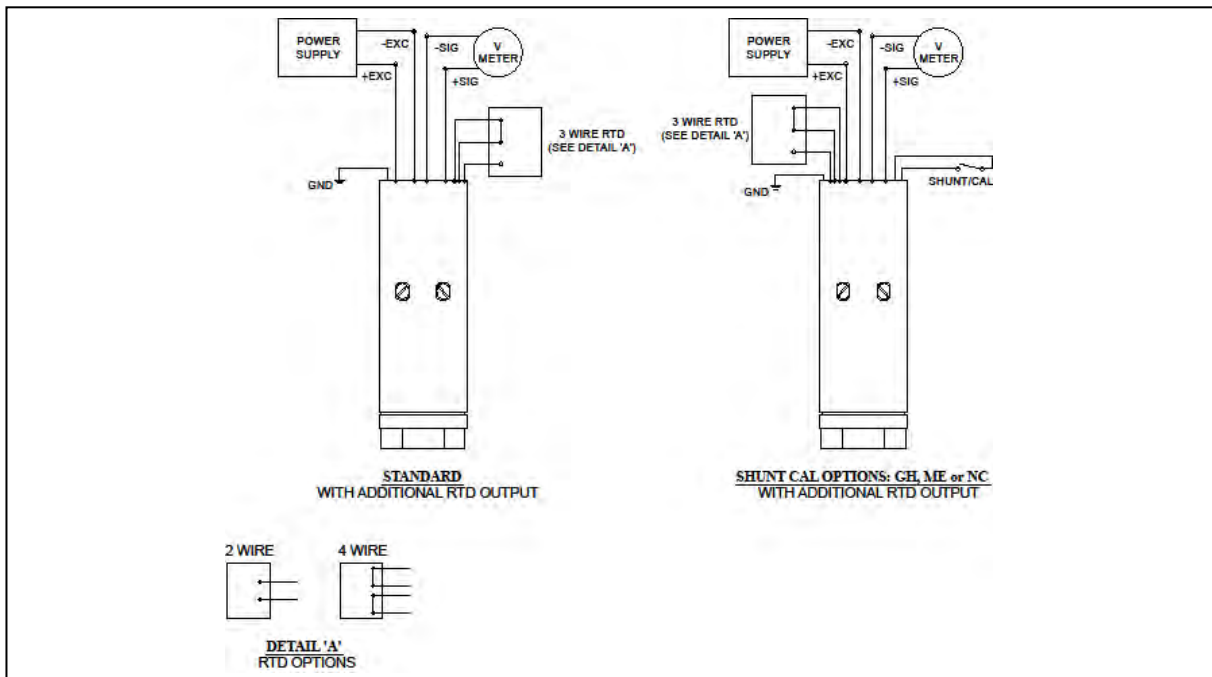 POWER
SUPPLY
-EXC
+EXC
-SIG
+SIG
V
METER
3 WIRE RTD
(SEE DETAIL 'A')
GND
STANDARD
WITH ADDITIONAL RTD OUTPUT
POWER
SUPPLY
-EXC
+EXC
-SIG
+SIG
V
METER
3 WIRE RTD
(SEE DETAIL 'A')
GND
SHUNT/CAL
SHUNT CAL OPTIONS: GH, ME or NC
WITH ADDITIONAL RTD OUTPUT
2 WIRE
4 WIRE
DETAIL 'A'
RTD OPTIONS